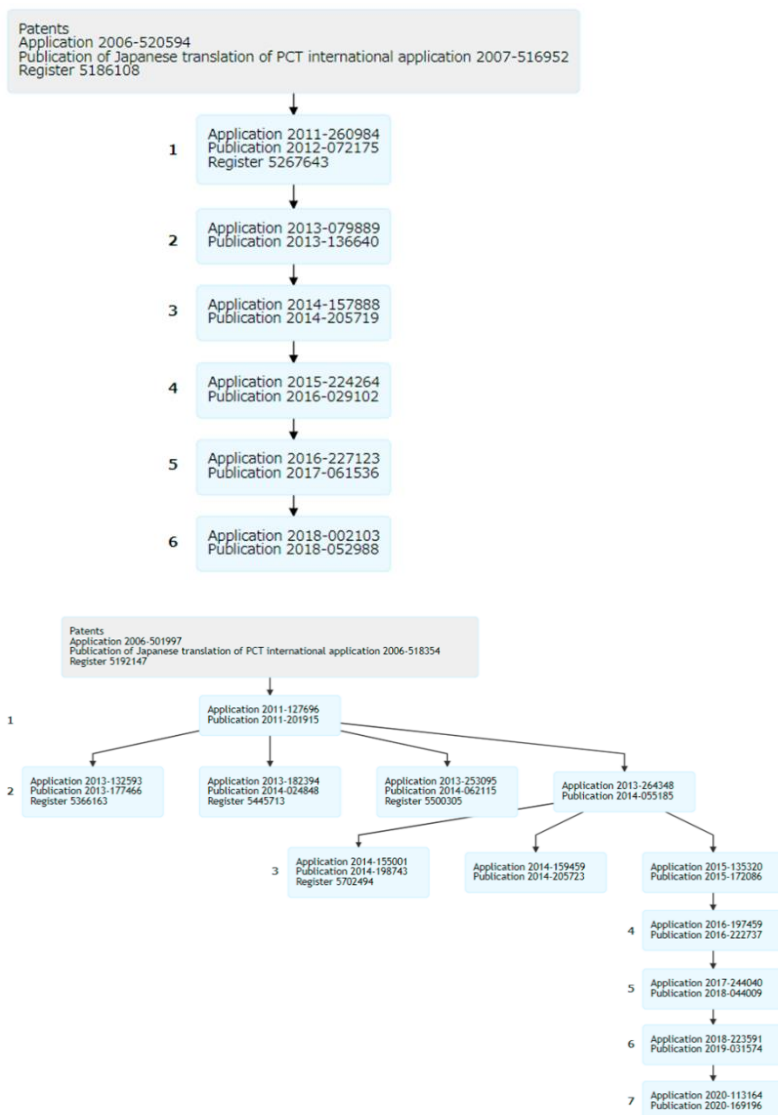 Patents
Application 2006-520594
Publication of Japanese translation of PCT international application 2007-516952
Register 5186108
1
Application 2011-260984
Publication 2012-072175
Register 5267643
2
Application 2013-079889
Publication 2013-136640
3
Application 2014-157888
Publication 2014-205719
4
Application 2015-224264
Publication 2016-029102
5
Application 2016-227123
Publication 2017-061536
6
Application 2018-002103
Publication 2018-052988
Patents
Application 2006-501997
Publication of Japanese translation of PCT international application 2006-518354
Register 5192147
1
Application 2011-127696
Publication 2011-201915
2
Application 2013-132593
Publication 2013-177466
Register 5366163
Application 2013-182394
Publication 2014-024848
Register 5445713
Application 2013-253095
Publication 2014-062115
Register 5500305
Application 2013-264348
Publication 2014-055185
3
Application 2014-155001
Publication 2014-198743
Register 5702494
Application 2014-159459
Publication 2014-205723
Application 2015-135320
Publication 2015-172086
4
Application 2016-197459
Publication 2016-222737
5
Application 2017-244040
Publication 2018-044009
6
Application 2018-223591
Publication 2019-031574
7
Application 2020-113164
Publication 2020-169196